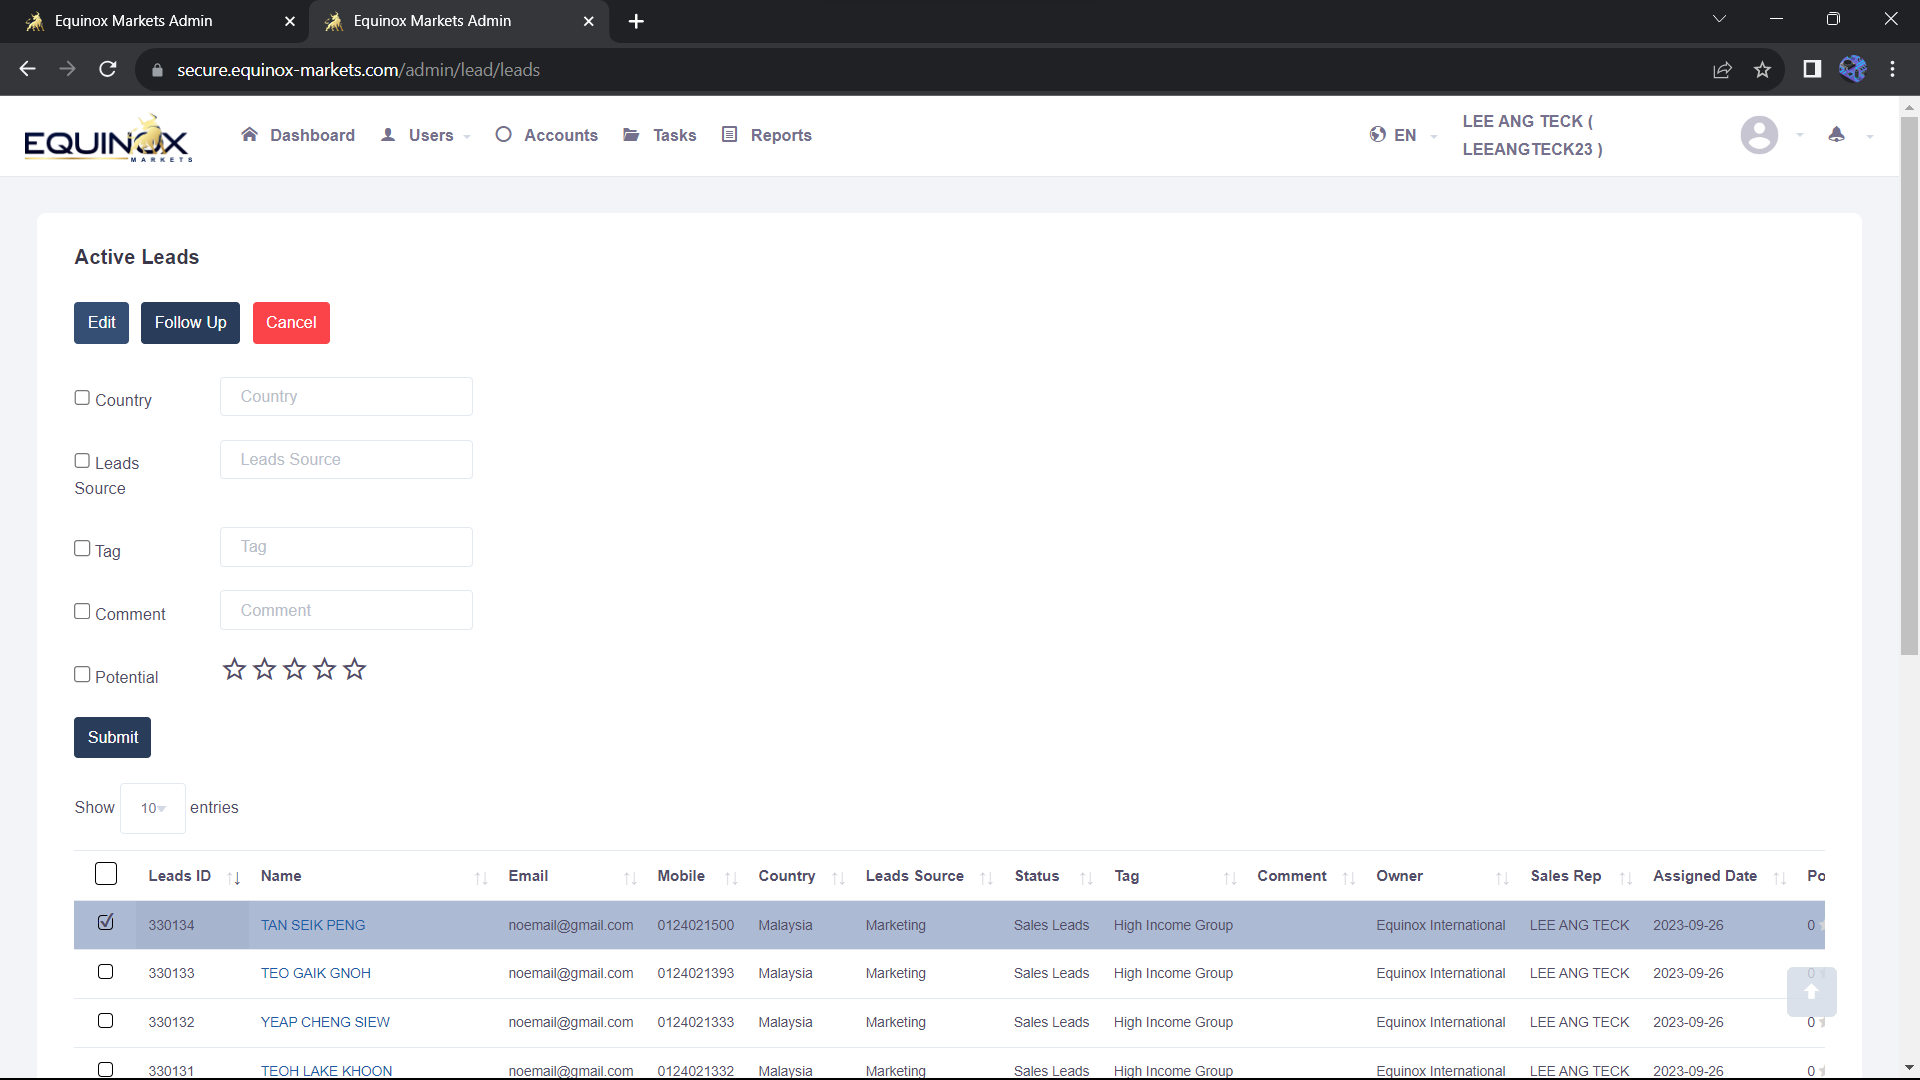 Equinox Markets Admin
Equinox Markets Admin
secure.equinox-markets.com/admin/lead/leads
EQUINOX
MARKETS
Dashboard
Users
Accounts
Tasks
Reports
EN
LEE ANG TECK (
LEEANGTECK23 )
Active Leads
Edit
Follow Up
Cancel
Country
Country
Leads
Source
Leads Source
Tag
Tag
Comment
Comment
Potential
Submit
Show 10 entries
Leads ID Name Email Mobile Country Leads Source Status Tag Comment Owner Sales Rep Assigned Date Po
330134 TAN SEIK PENG noemail@gmail.com 0124021500 Malaysia Marketing Sales Leads High Income Group Equinox International LEE ANG TECK 2023-09-26 0
330133 TEO GAIK GNOH noemail@gmail.com 0124021393 Malaysia Marketing Sales Leads High Income Group Equinox International LEE ANG TECK 2023-09-26 0
330132 YEAP CHENG SIEW noemail@gmail.com 0124021333 Malaysia Marketing Sales Leads High Income Group Equinox International LEE ANG TECK 2023-09-26 0
330131 TEOH LAKE KHOON noemail@gmail.com 0124021332 Malaysia Marketing Sales Leads High Income Group Equinox International LEE ANG TECK 2023-09-26 0